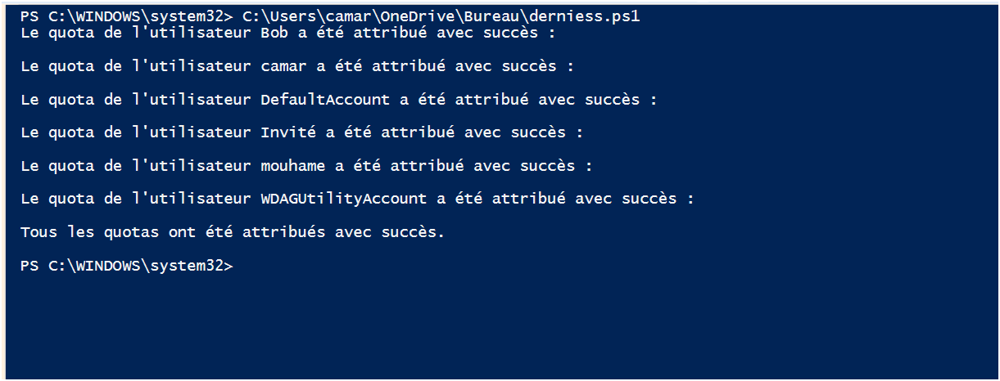 PS C:\WINDOWS\system32> C:\Users\camar\OneDrive\Bureau\derniess.ps1
Le quota de l'utilisateur Bob a été attribué avec succès :
Le quota de l'utilisateur camar a été attribué avec succès :
Le quota de l'utilisateur DefaultAccount a été attribué avec succès :
Le quota de l'utilisateur Invité a été attribué avec succès :
Le quota de l'utilisateur mouhame a été attribué avec succès :
Le quota de l'utilisateur WDAGUtilityAccount a été attribué avec succès :
Tous les quotas ont été attribués avec succès.
PS C:\WINDOWS\system32>